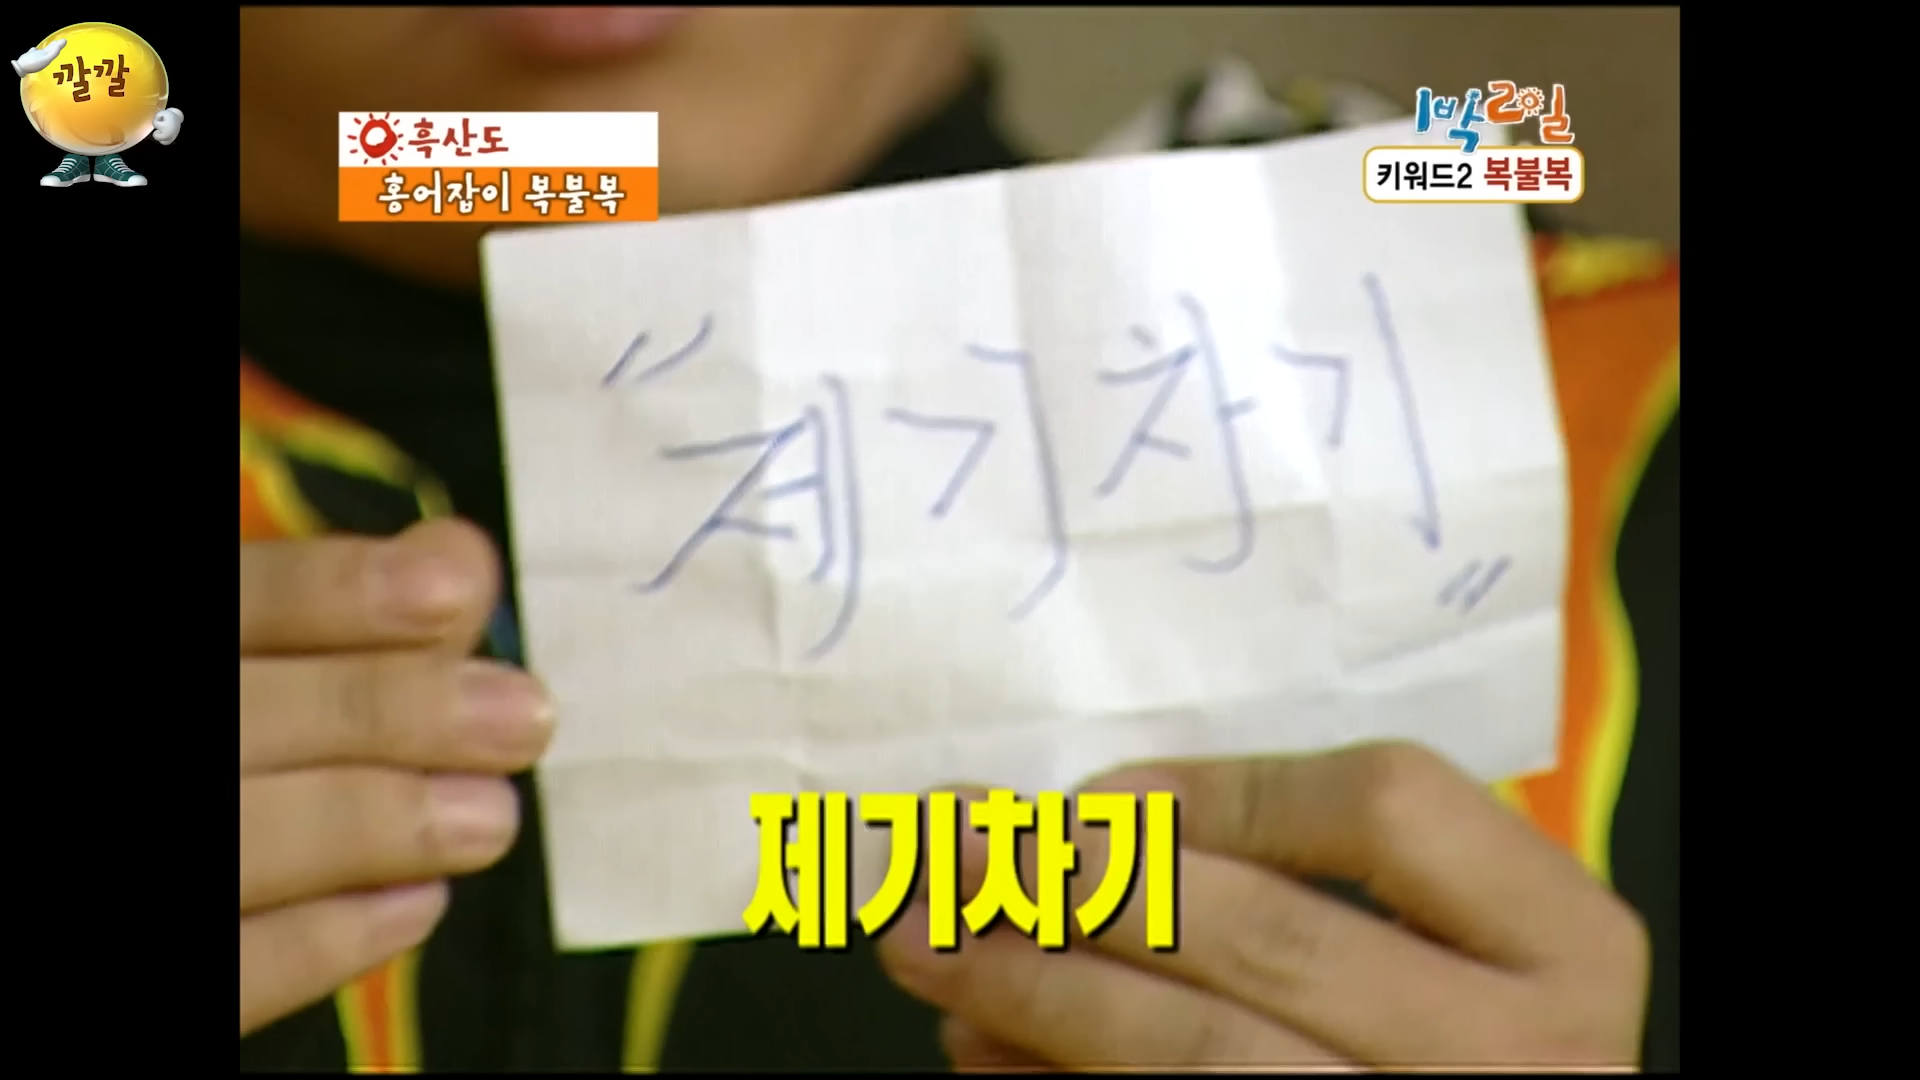 깔깔
흑산도
홍어잡이 복불복
1박2일
키워드2 복불복
"제기차기"
제기차기